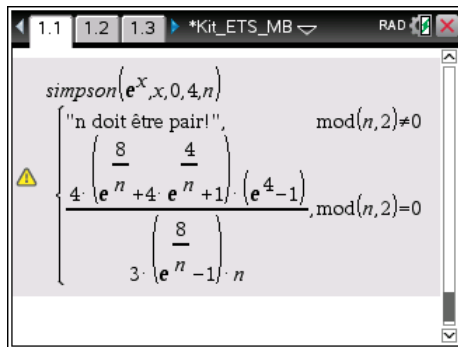 1.1 1.2 1.3 *Kit_ETS_MB RAD
simpson(e^x,x,0,4,n)
{"n doit être pair!", mod(n,2)≠0
4·(e^(8/n)+4·e^(4/n)+1)·(e^4−1)/(3·(e^(8/n)−1)·n), mod(n,2)=0